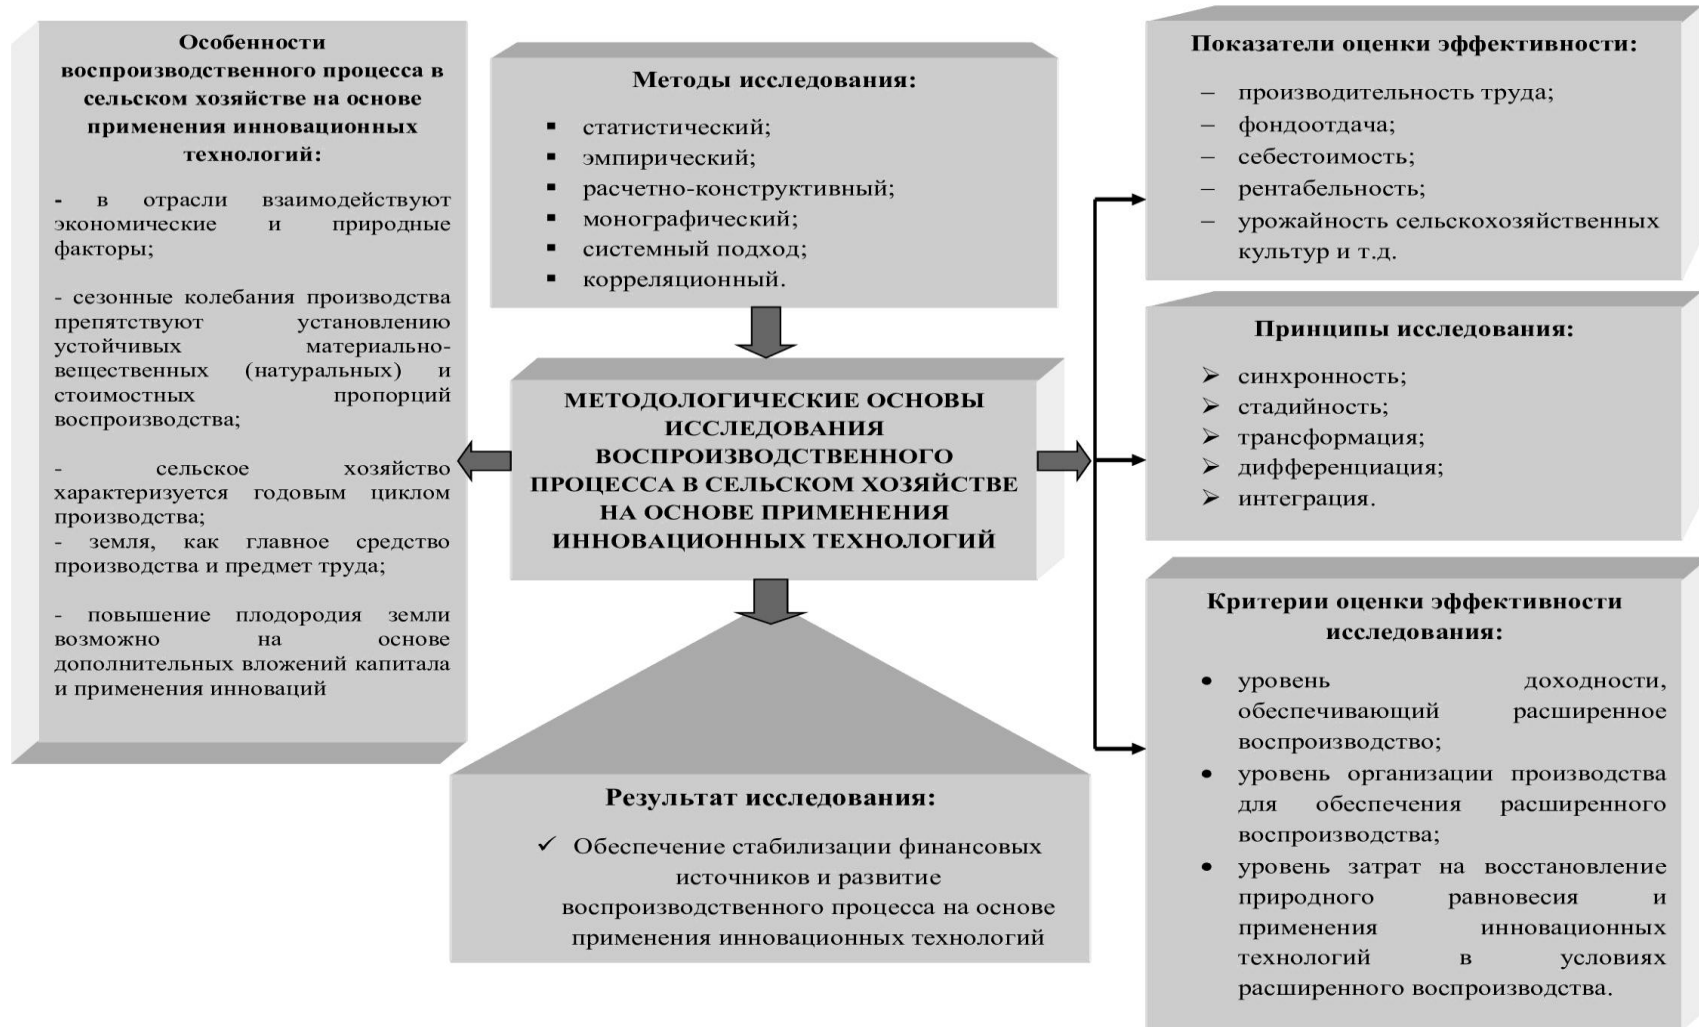 Особенности
воспроизводственного процесса в
сельском хозяйстве на основе
применения инновационных
технологий:
- в отрасли взаимодействуют
экономические и природные
факторы;
- сезонные колебания производства
препятствуют установлению
устойчивых материально-
вещественных (натуральных) и
стоимостных пропорций
воспроизводства;
- сельское хозяйство
характеризуется годовым циклом
производства;
- земля, как главное средство
производства и предмет труда;
- повышение плодородия земли
возможно на основе
дополнительных вложений капитала
и применения инноваций
Методы исследования:
▪ статистический;
▪ эмпирический;
▪ расчетно-конструктивный;
▪ монографический;
▪ системный подход;
▪ корреляционный.
МЕТОДОЛОГИЧЕСКИЕ ОСНОВЫ
ИССЛЕДОВАНИЯ
ВОСПРОИЗВОДСТВЕННОГО
ПРОЦЕССА В СЕЛЬСКОМ ХОЗЯЙСТВЕ
НА ОСНОВЕ ПРИМЕНЕНИЯ
ИННОВАЦИОННЫХ ТЕХНОЛОГИЙ
Результат исследования:
✓ Обеспечение стабилизации финансовых
источников и развитие
воспроизводственного процесса на основе
применения инновационных технологий
Показатели оценки эффективности:
– производительность труда;
– фондоотдача;
– себестоимость;
– рентабельность;
– урожайность сельскохозяйственных
культур и т.д.
Принципы исследования:
➢ синхронность;
➢ стадийность;
➢ трансформация;
➢ дифференциация;
➢ интеграция.
Критерии оценки эффективности
исследования:
• уровень доходности,
обеспечивающий расширенное
воспроизводство;
• уровень организации производства
для обеспечения расширенного
воспроизводства;
• уровень затрат на восстановление
природного равновесия и
применения инновационных
технологий в условиях
расширенного воспроизводства.